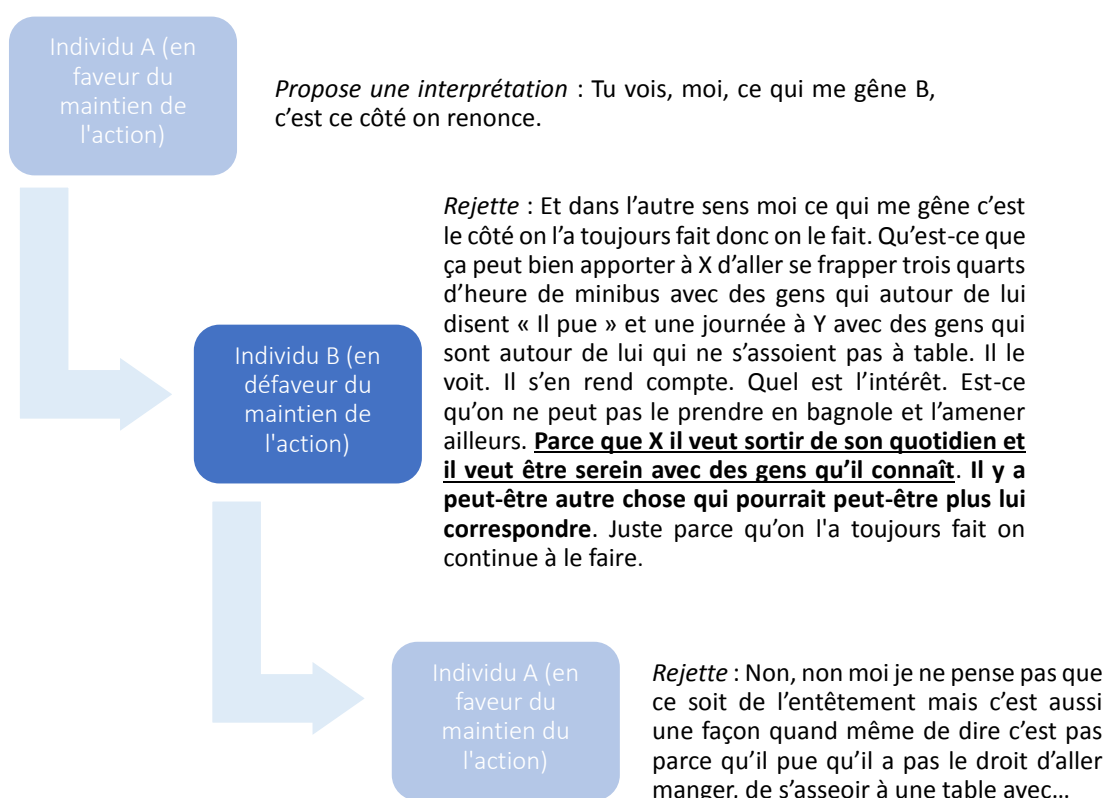 Individu A (en
faveur du
maintien de
l'action)
Propose une interprétation : Tu vois, moi, ce qui me gêne B,
c’est ce côté on renonce.
Rejette : Et dans l’autre sens moi ce qui me gêne c’est
le côté on l’a toujours fait donc on le fait. Qu’est-ce que
ça peut bien apporter à X d’aller se frapper trois quarts
d’heure de minibus avec des gens qui autour de lui
disent « Il pue » et une journée à Y avec des gens qui
sont autour de lui qui ne s’assoient pas à table. Il le
voit. Il s’en rend compte. Quel est l’intérêt. Est-ce
qu’on ne peut pas le prendre en bagnole et l’amener
ailleurs. Parce que X il veut sortir de son quotidien et
il veut être serein avec des gens qu’il connaît. Il y a
peut-être autre chose qui pourrait peut-être plus lui
correspondre. Juste parce qu’on l'a toujours fait on
continue à le faire.
Individu B (en
défaveur du
maintien de
l'action)
Individu A (en
faveur du
maintien du
l'action)
Rejette : Non, non moi je ne pense pas que
ce soit de l’entêtement mais c’est aussi
une façon quand même de dire c’est pas
parce qu’il pue qu’il a pas le droit d’aller
manger, de s’asseoir à une table avec…